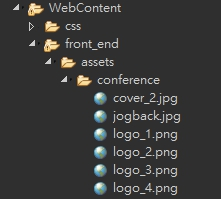 WebContent
css
front_end
assets
conference
cover_2.jpg
jogback.jpg
logo_1.png
logo_2.png
logo_3.png
logo_4.png